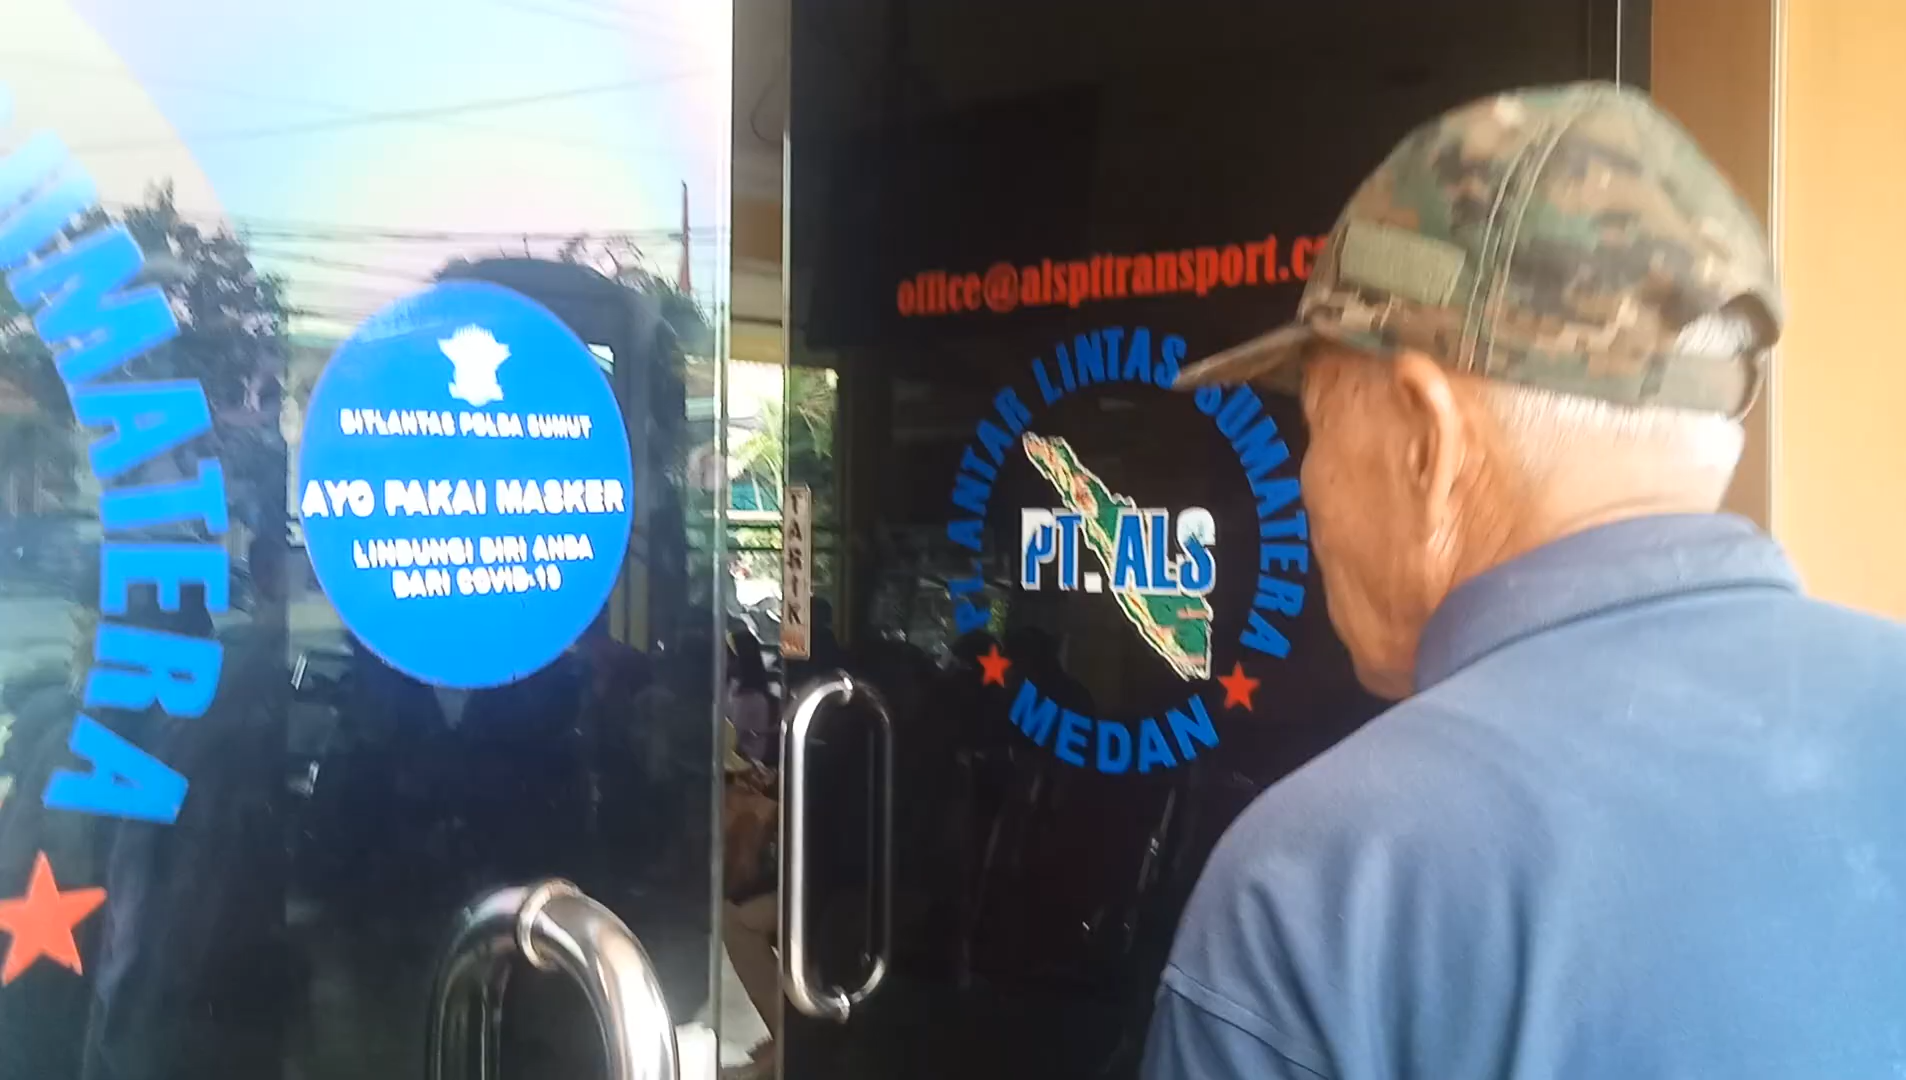 UMATERA
DITLANTAS POLDA SUMUT
AYO PAKAI MASKER
LINDUNGI DIRI ANDA
DARI COVID-19
TARIK
office@alspttransport.c
PT. ANTAR LINTAS SUMATERA
PT. ALS
MEDAN